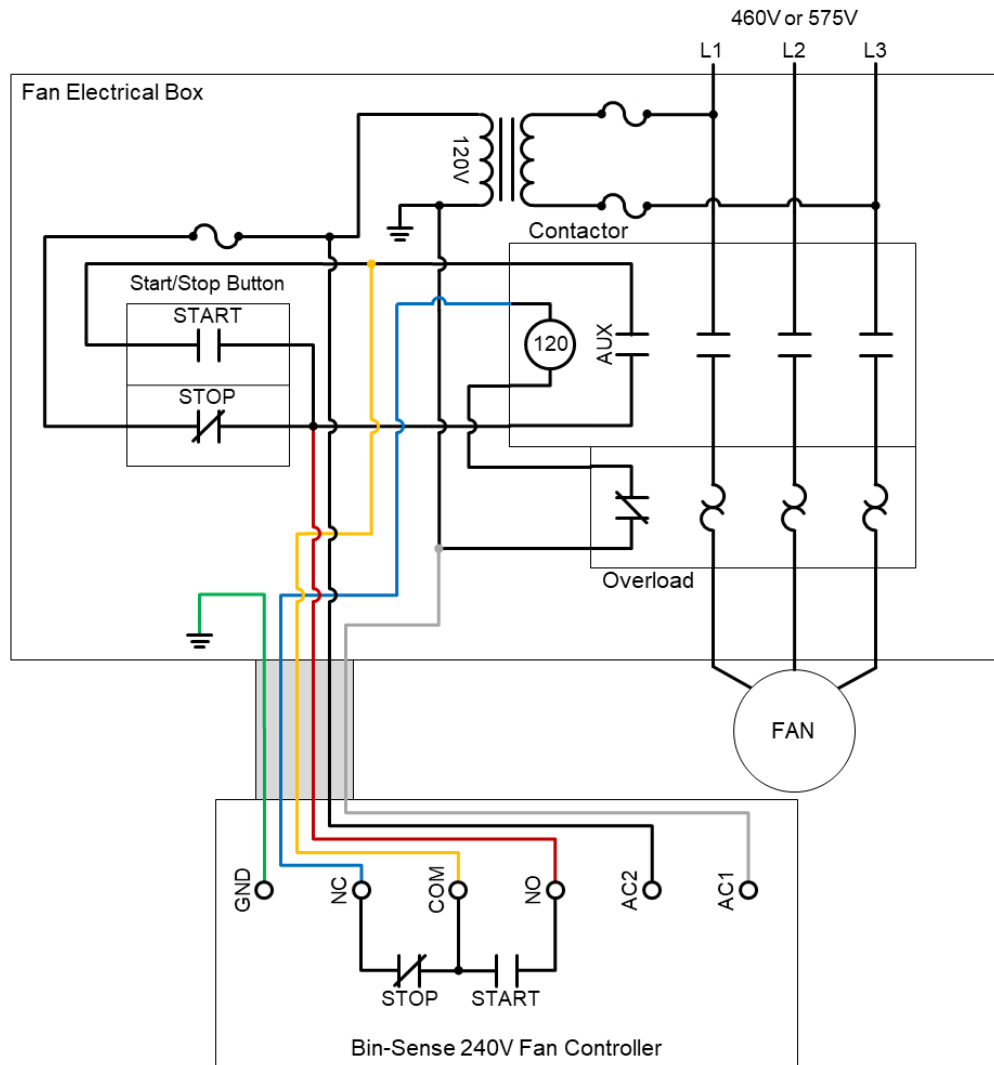 460V or 575V
L1 L2 L3
Fan Electrical Box
120V
Contactor
Start/Stop Button
START
120
AUX
STOP
Overload
FAN
GND NC COM NO AC2 AC1
STOP START
Bin-Sense 240V Fan Controller